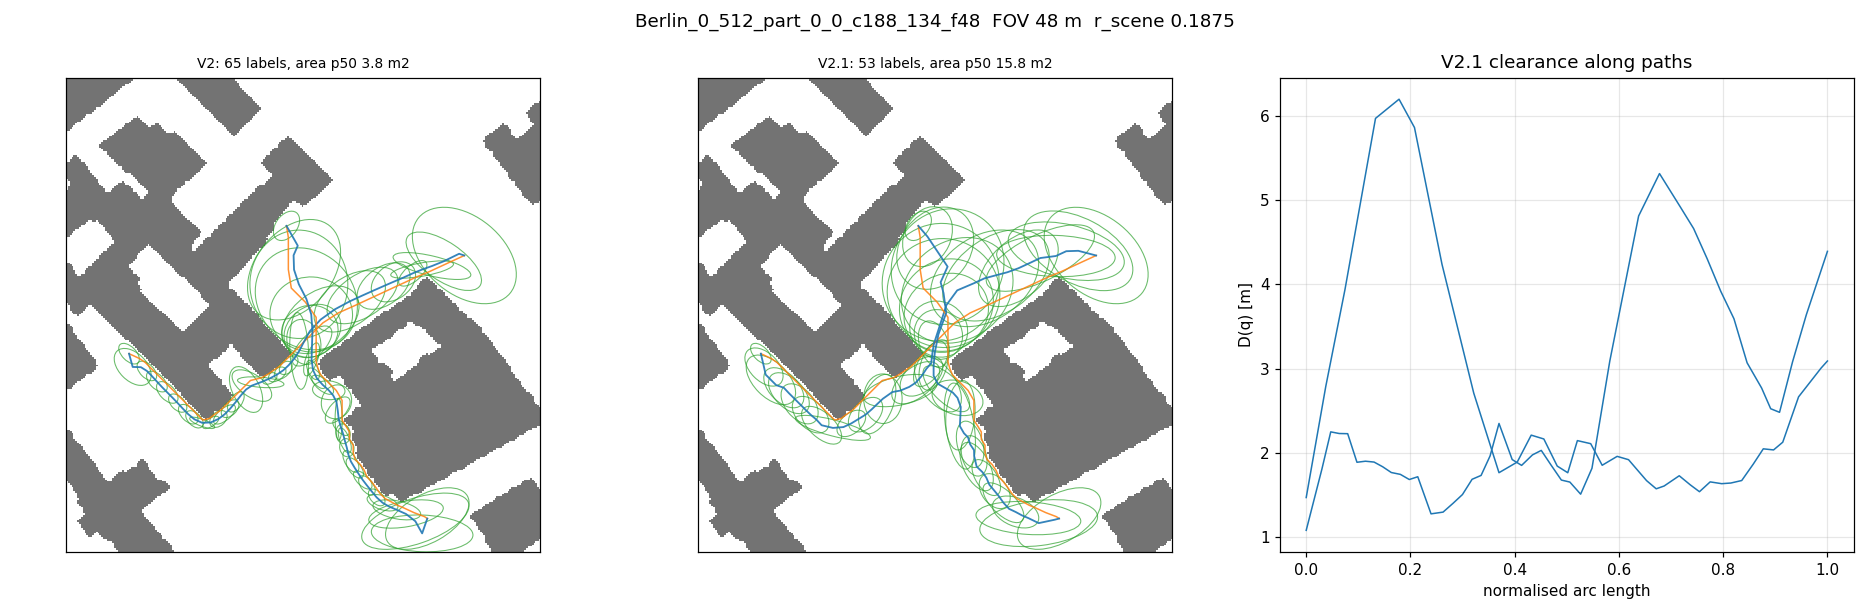 Berlin_0_512_part_0_0_c188_134_f48  FOV 48 m  r_scene 0.1875
V2: 65 labels, area p50 3.8 m2
V2.1: 53 labels, area p50 15.8 m2
V2.1 clearance along paths
D(q) [m]
6
5
4
3
2
1
0.0 0.2 0.4 0.6 0.8 1.0
normalised arc length